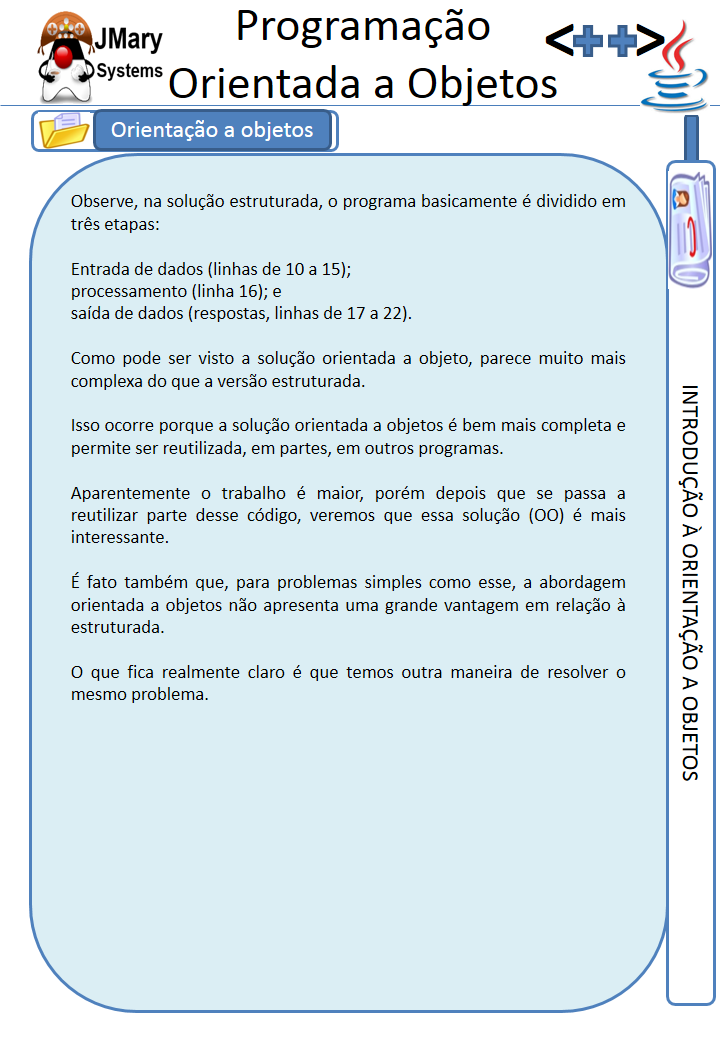 JMary
Systems
Programação
Orientada a Objetos
<++>
Orientação a objetos
Observe, na solução estruturada, o programa basicamente é dividido em
três etapas:
Entrada de dados (linhas de 10 a 15);
processamento (linha 16); e
saída de dados (respostas, linhas de 17 a 22).
Como pode ser visto a solução orientada a objeto, parece muito mais
complexa do que a versão estruturada.
Isso ocorre porque a solução orientada a objetos é bem mais completa e
permite ser reutilizada, em partes, em outros programas.
Aparentemente o trabalho é maior, porém depois que se passa a
reutilizar parte desse código, veremos que essa solução (OO) é mais
interessante.
É fato também que, para problemas simples como esse, a abordagem
orientada a objetos não apresenta uma grande vantagem em relação à
estruturada.
O que fica realmente claro é que temos outra maneira de resolver o
mesmo problema.
INTRODUÇÃO À ORIENTAÇÃO A OBJETOS